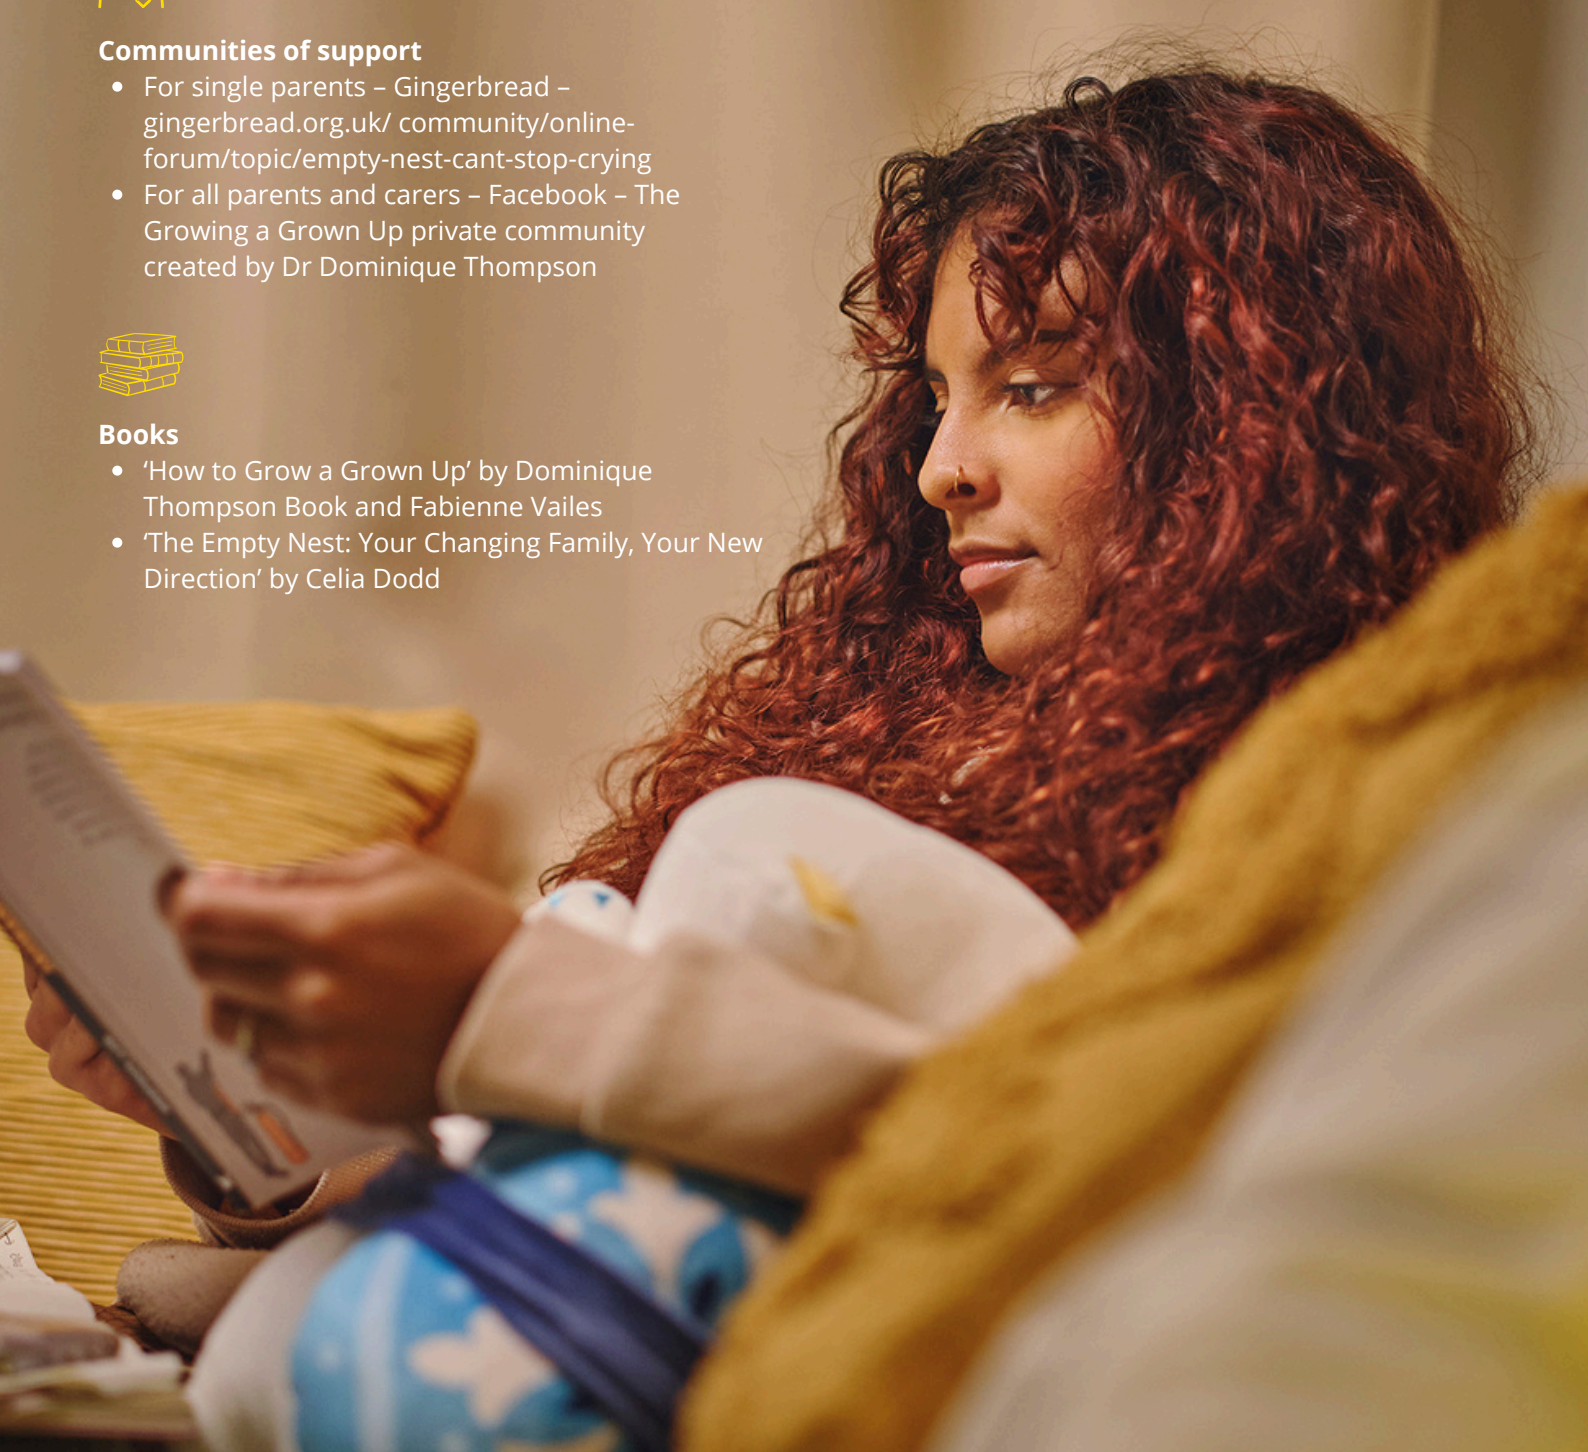 Communities of support
• For single parents – Gingerbread –
gingerbread.org.uk/ community/online-
forum/topic/empty-nest-cant-stop-crying
• For all parents and carers – Facebook – The
Growing a Grown Up private community
created by Dr Dominique Thompson
Books
• ‘How to Grow a Grown Up’ by Dominique
Thompson Book and Fabienne Vailes
• ‘The Empty Nest: Your Changing Family, Your New
Direction’ by Celia Dodd